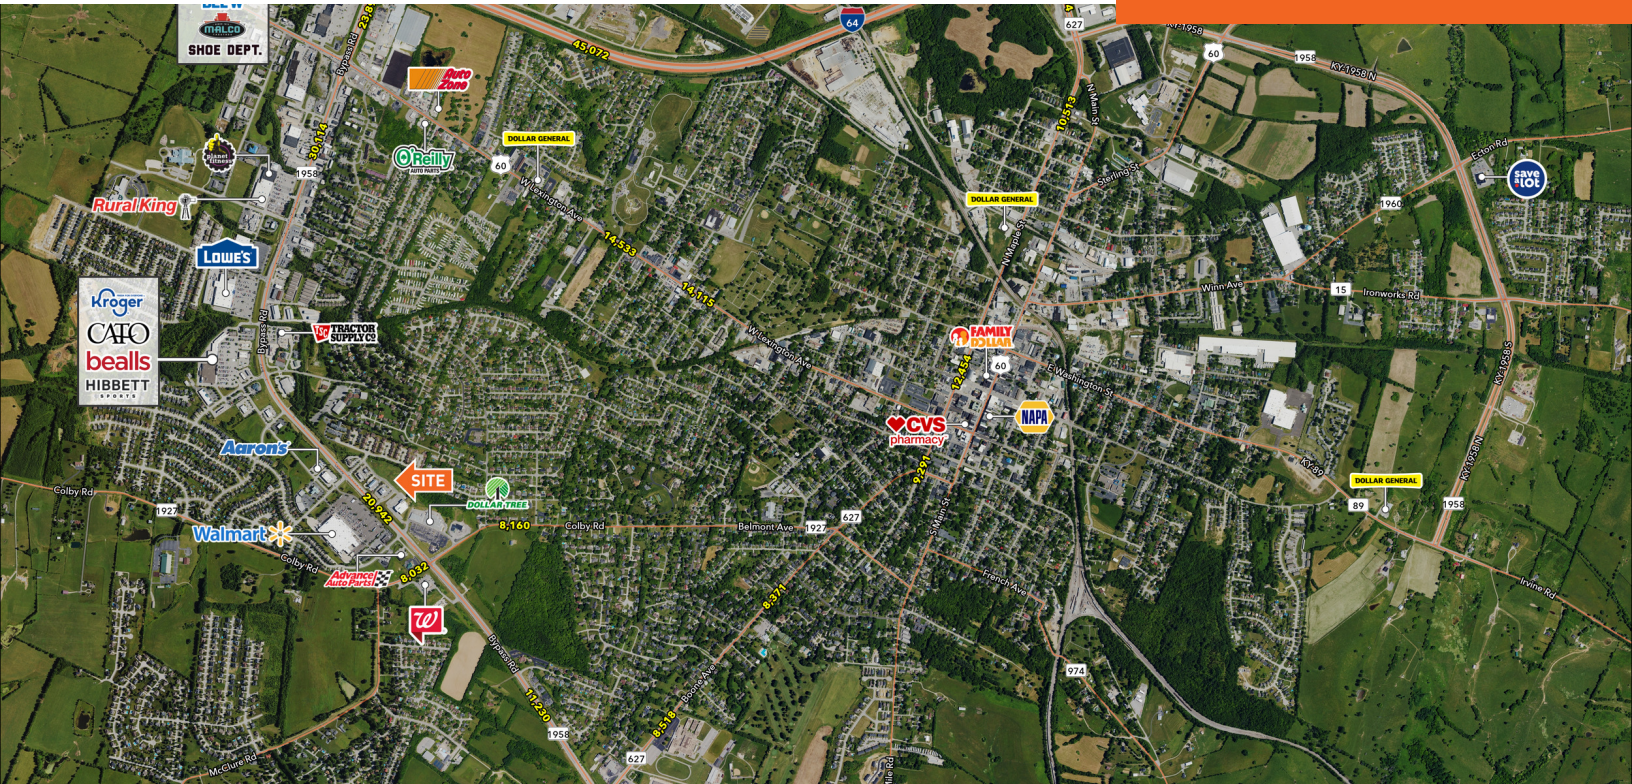 MALCO
SHOE DEPT.
Bypass Rd
45,072
64
627
KY-1958
60
1958
KY-1958 N
Auto
Zone
30,114
10,513
N Main St
planet
fitness
O'Reilly
AUTO PARTS
DOLLAR GENERAL
60
1958
W Lexington Ave
Sterling St
Ecton Rd
save
a lot
Rural King
DOLLAR GENERAL
1960
N Maple St
14,533
LOWE'S
14,115
Winn Ave
15
Ironworks Rd
Kroger
CATO
bealls
HIBBETT
SPORTS
Bypass Rd
TSC
TRACTOR
SUPPLY CO
W Lexington Ave
FAMILY
DOLLAR
12,454
60
E Washington St
KY-1958 S
CVS
pharmacy
NAPA
Aaron's
9,291
KY-89
KY-1958 N
SITE
DOLLAR TREE
DOLLAR GENERAL
Colby Rd
1927
20,942
8,160
Colby Rd
Belmont Ave
1927
627
S Main St
89
1958
Walmart
Colby Rd
Advance
Auto Parts
8,032
French Ave
Irvine Rd
8,371
W
Bypass Rd
Boone Ave
974
11,230
8,518
1958
627
McClure Rd